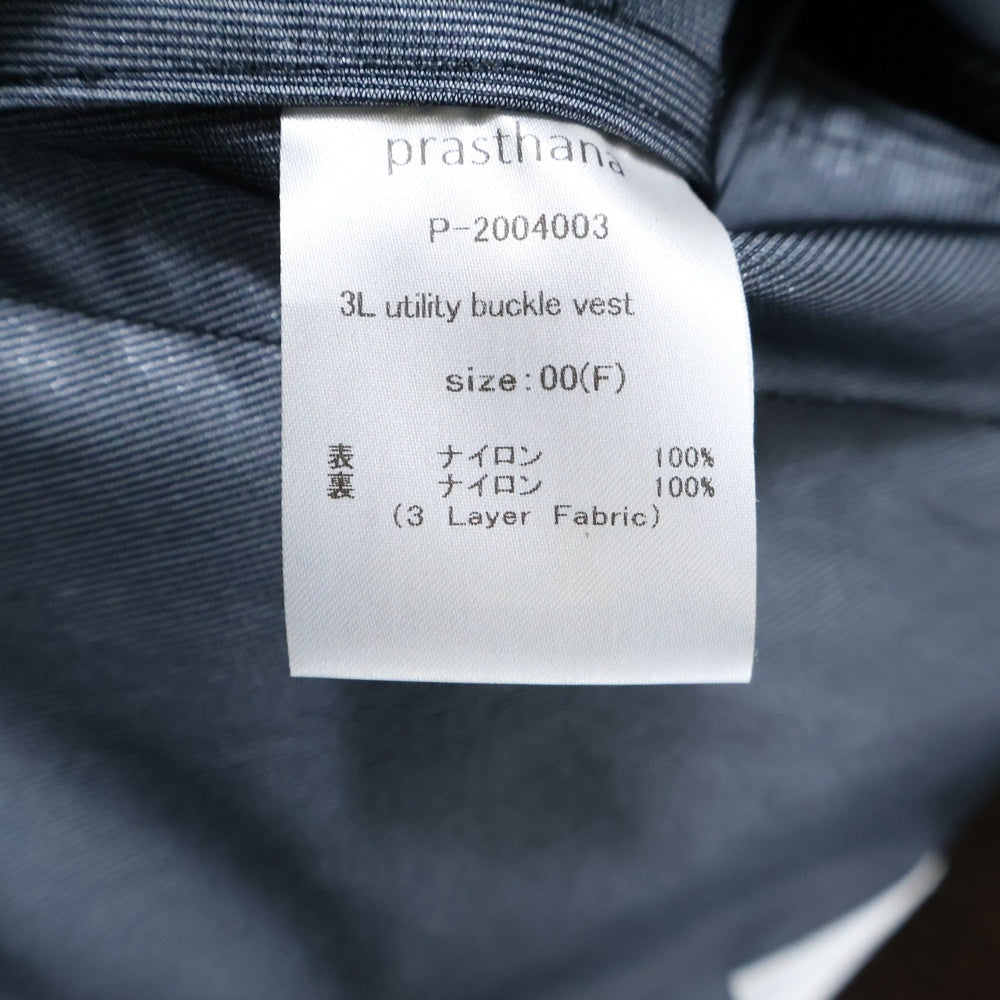 prasthana
P-2004003
3L utility buckle vest
size:00(F)
表 ナイロン 100%
裏 ナイロン 100%
(3 Layer Fabric)